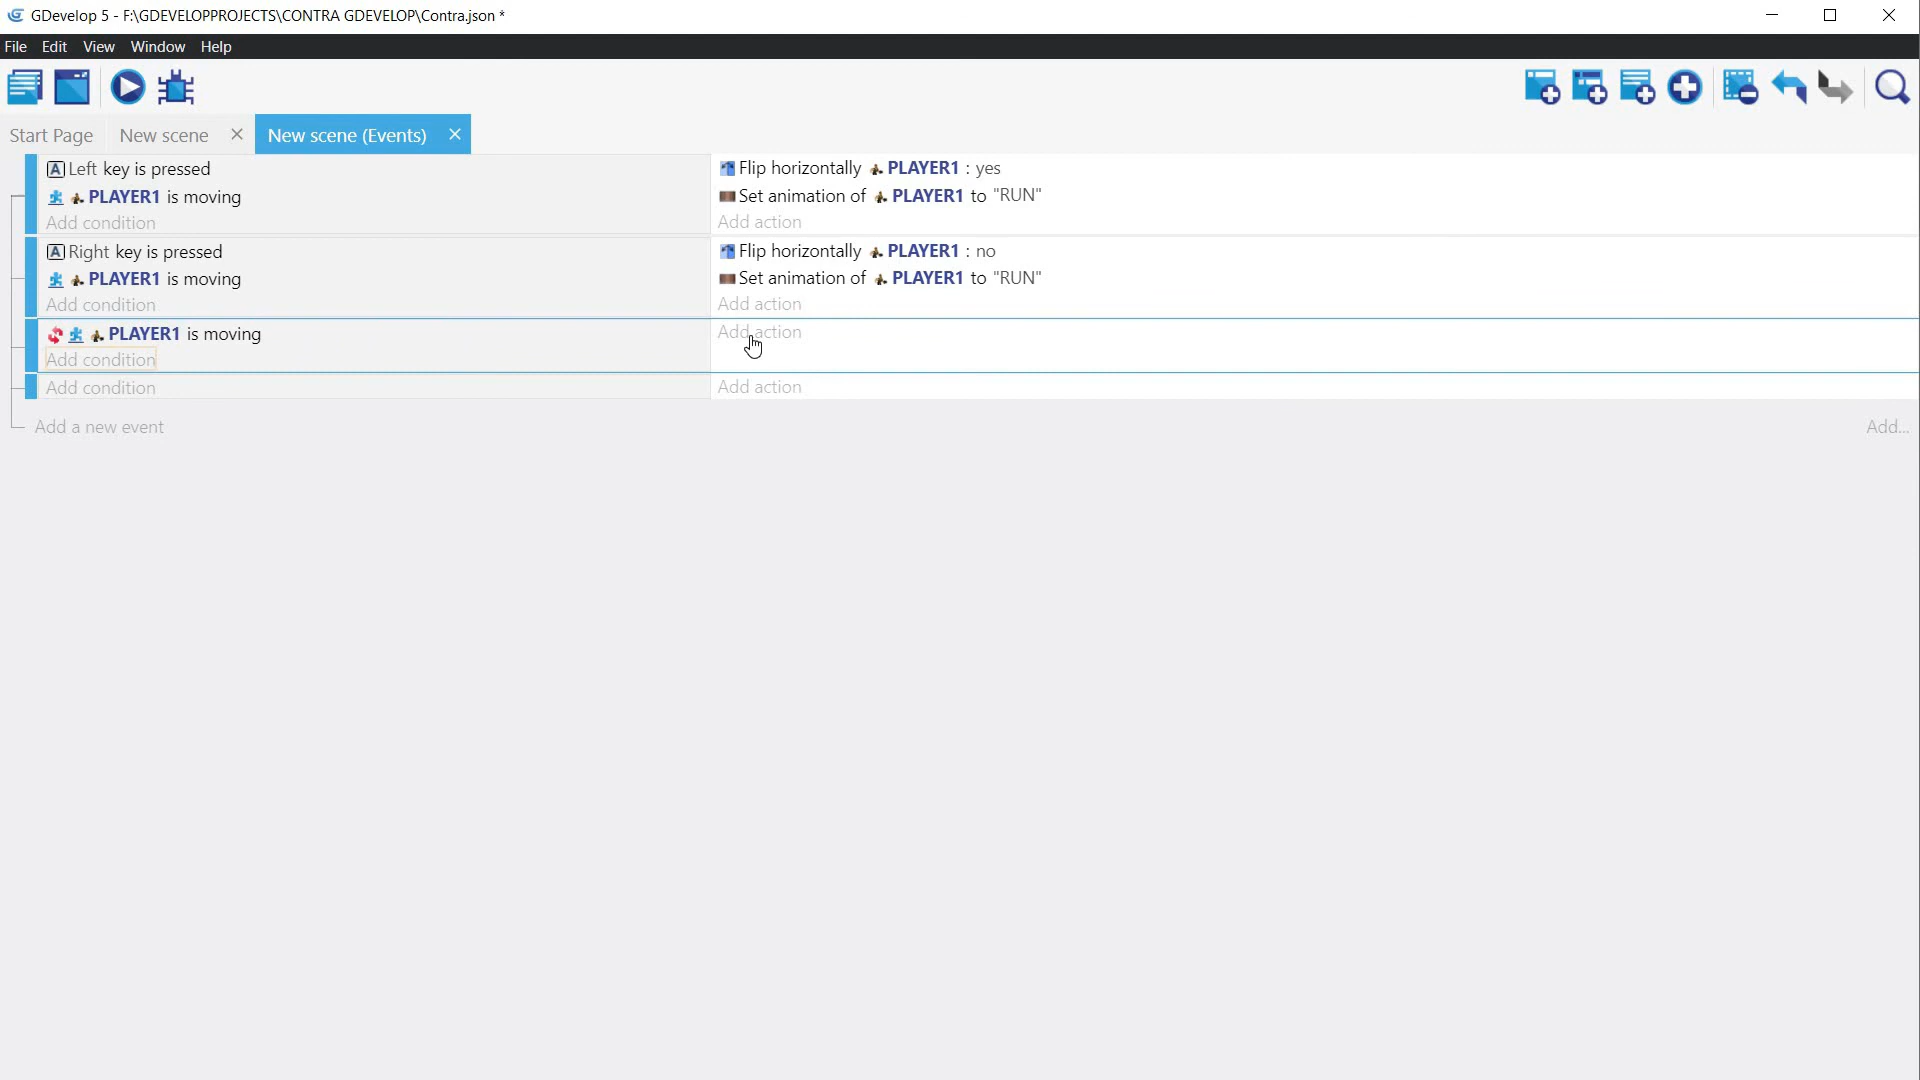 GDevelop 5 - F:\GDEVELOPPROJECTS\CONTRA GDEVELOP\Contra.json *
File Edit View Window Help
Start Page New scene New scene (Events)
A Left key is pressed Flip horizontally PLAYER1 : yes
PLAYER1 is moving Set animation of PLAYER1 to "RUN"
Add condition Add action
A Right key is pressed Flip horizontally PLAYER1 : no
PLAYER1 is moving Set animation of PLAYER1 to "RUN"
Add condition Add action
PLAYER1 is moving Add action
Add condition
Add condition Add action
Add a new event Add...